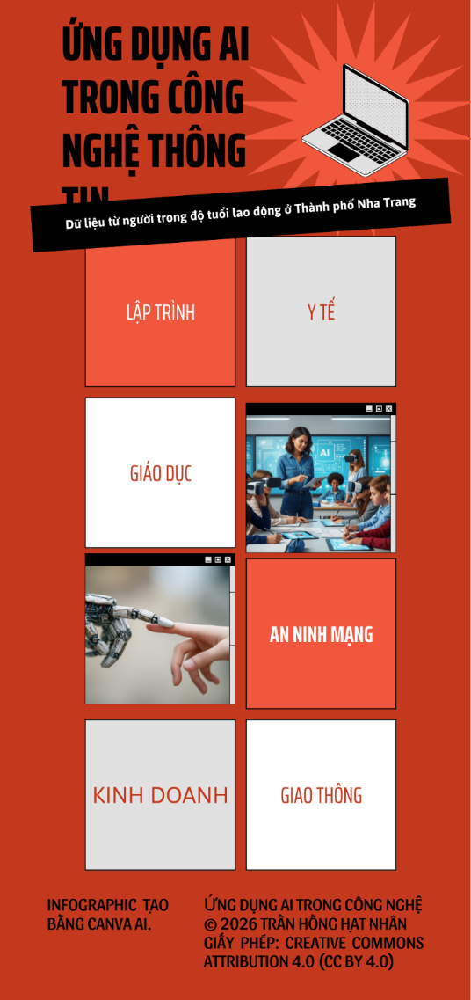 ỨNG DỤNG AI
TRONG CÔNG
NGHỆ THÔNG
TIN
Dữ liệu từ người trong độ tuổi lao động ở Thành phố Nha Trang
LẬP TRÌNH
Y TẾ
GIÁO DỤC
AI
AN NINH MẠNG
KINH DOANH
GIAO THÔNG
INFOGRAPHIC TẠO
BẰNG CANVA AI.
ỨNG DỤNG AI TRONG CÔNG NGHỆ
© 2026 TRẦN HỒNG HẠT NHÂN
GIẤY PHÉP: CREATIVE COMMONS
ATTRIBUTION 4.0 (CC BY 4.0)